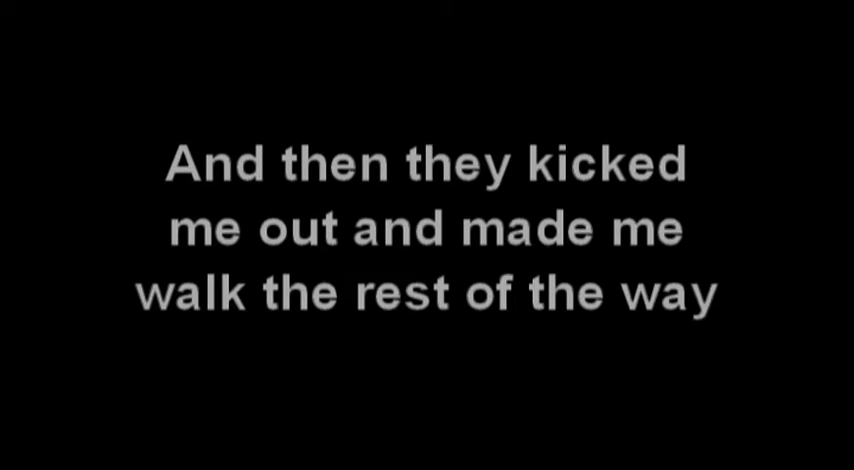 And then they kicked
me out and made me
walk the rest of the way